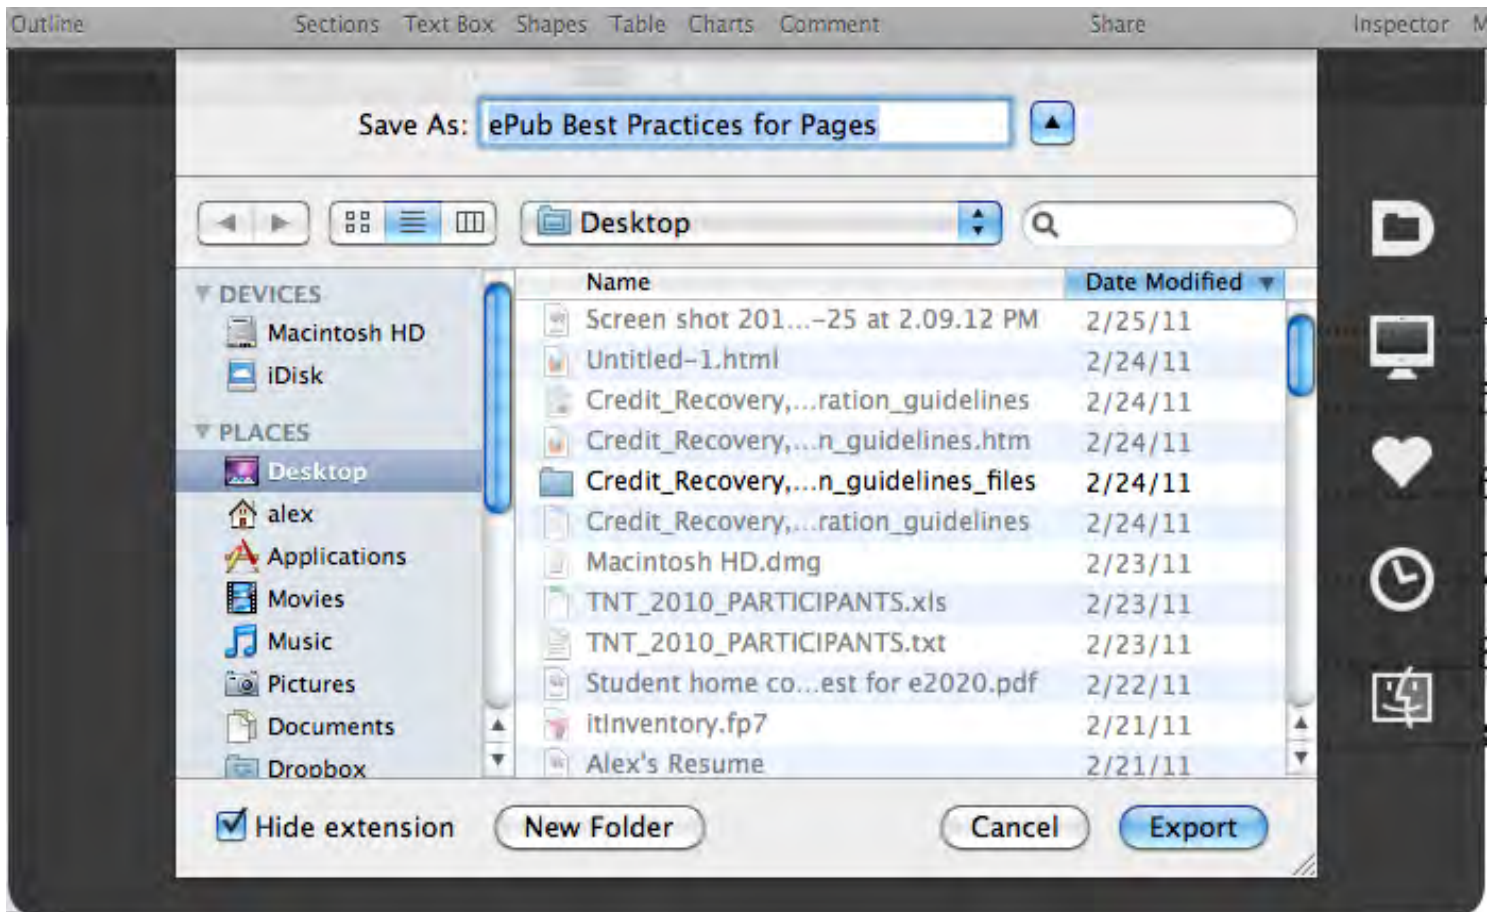 Outline Sections Text Box Shapes Table Charts Comment Share Inspector M
Save As: ePub Best Practices for Pages
Desktop
DEVICES
Macintosh HD
iDisk
PLACES
Desktop
alex
Applications
Movies
Music
Pictures
Documents
Dropbox
Name Date Modified
Screen shot 201...-25 at 2.09.12 PM 2/25/11
Untitled-1.html 2/24/11
Credit_Recovery,...ration_guidelines 2/24/11
Credit_Recovery,...n_guidelines.htm 2/24/11
Credit_Recovery,...n_guidelines_files 2/24/11
Credit_Recovery,...ration_guidelines 2/24/11
Macintosh HD.dmg 2/23/11
TNT_2010_PARTICIPANTS.xls 2/23/11
TNT_2010_PARTICIPANTS.txt 2/23/11
Student home co...est for e2020.pdf 2/22/11
itInventory.fp7 2/21/11
Alex's Resume 2/21/11
Hide extension New Folder Cancel Export